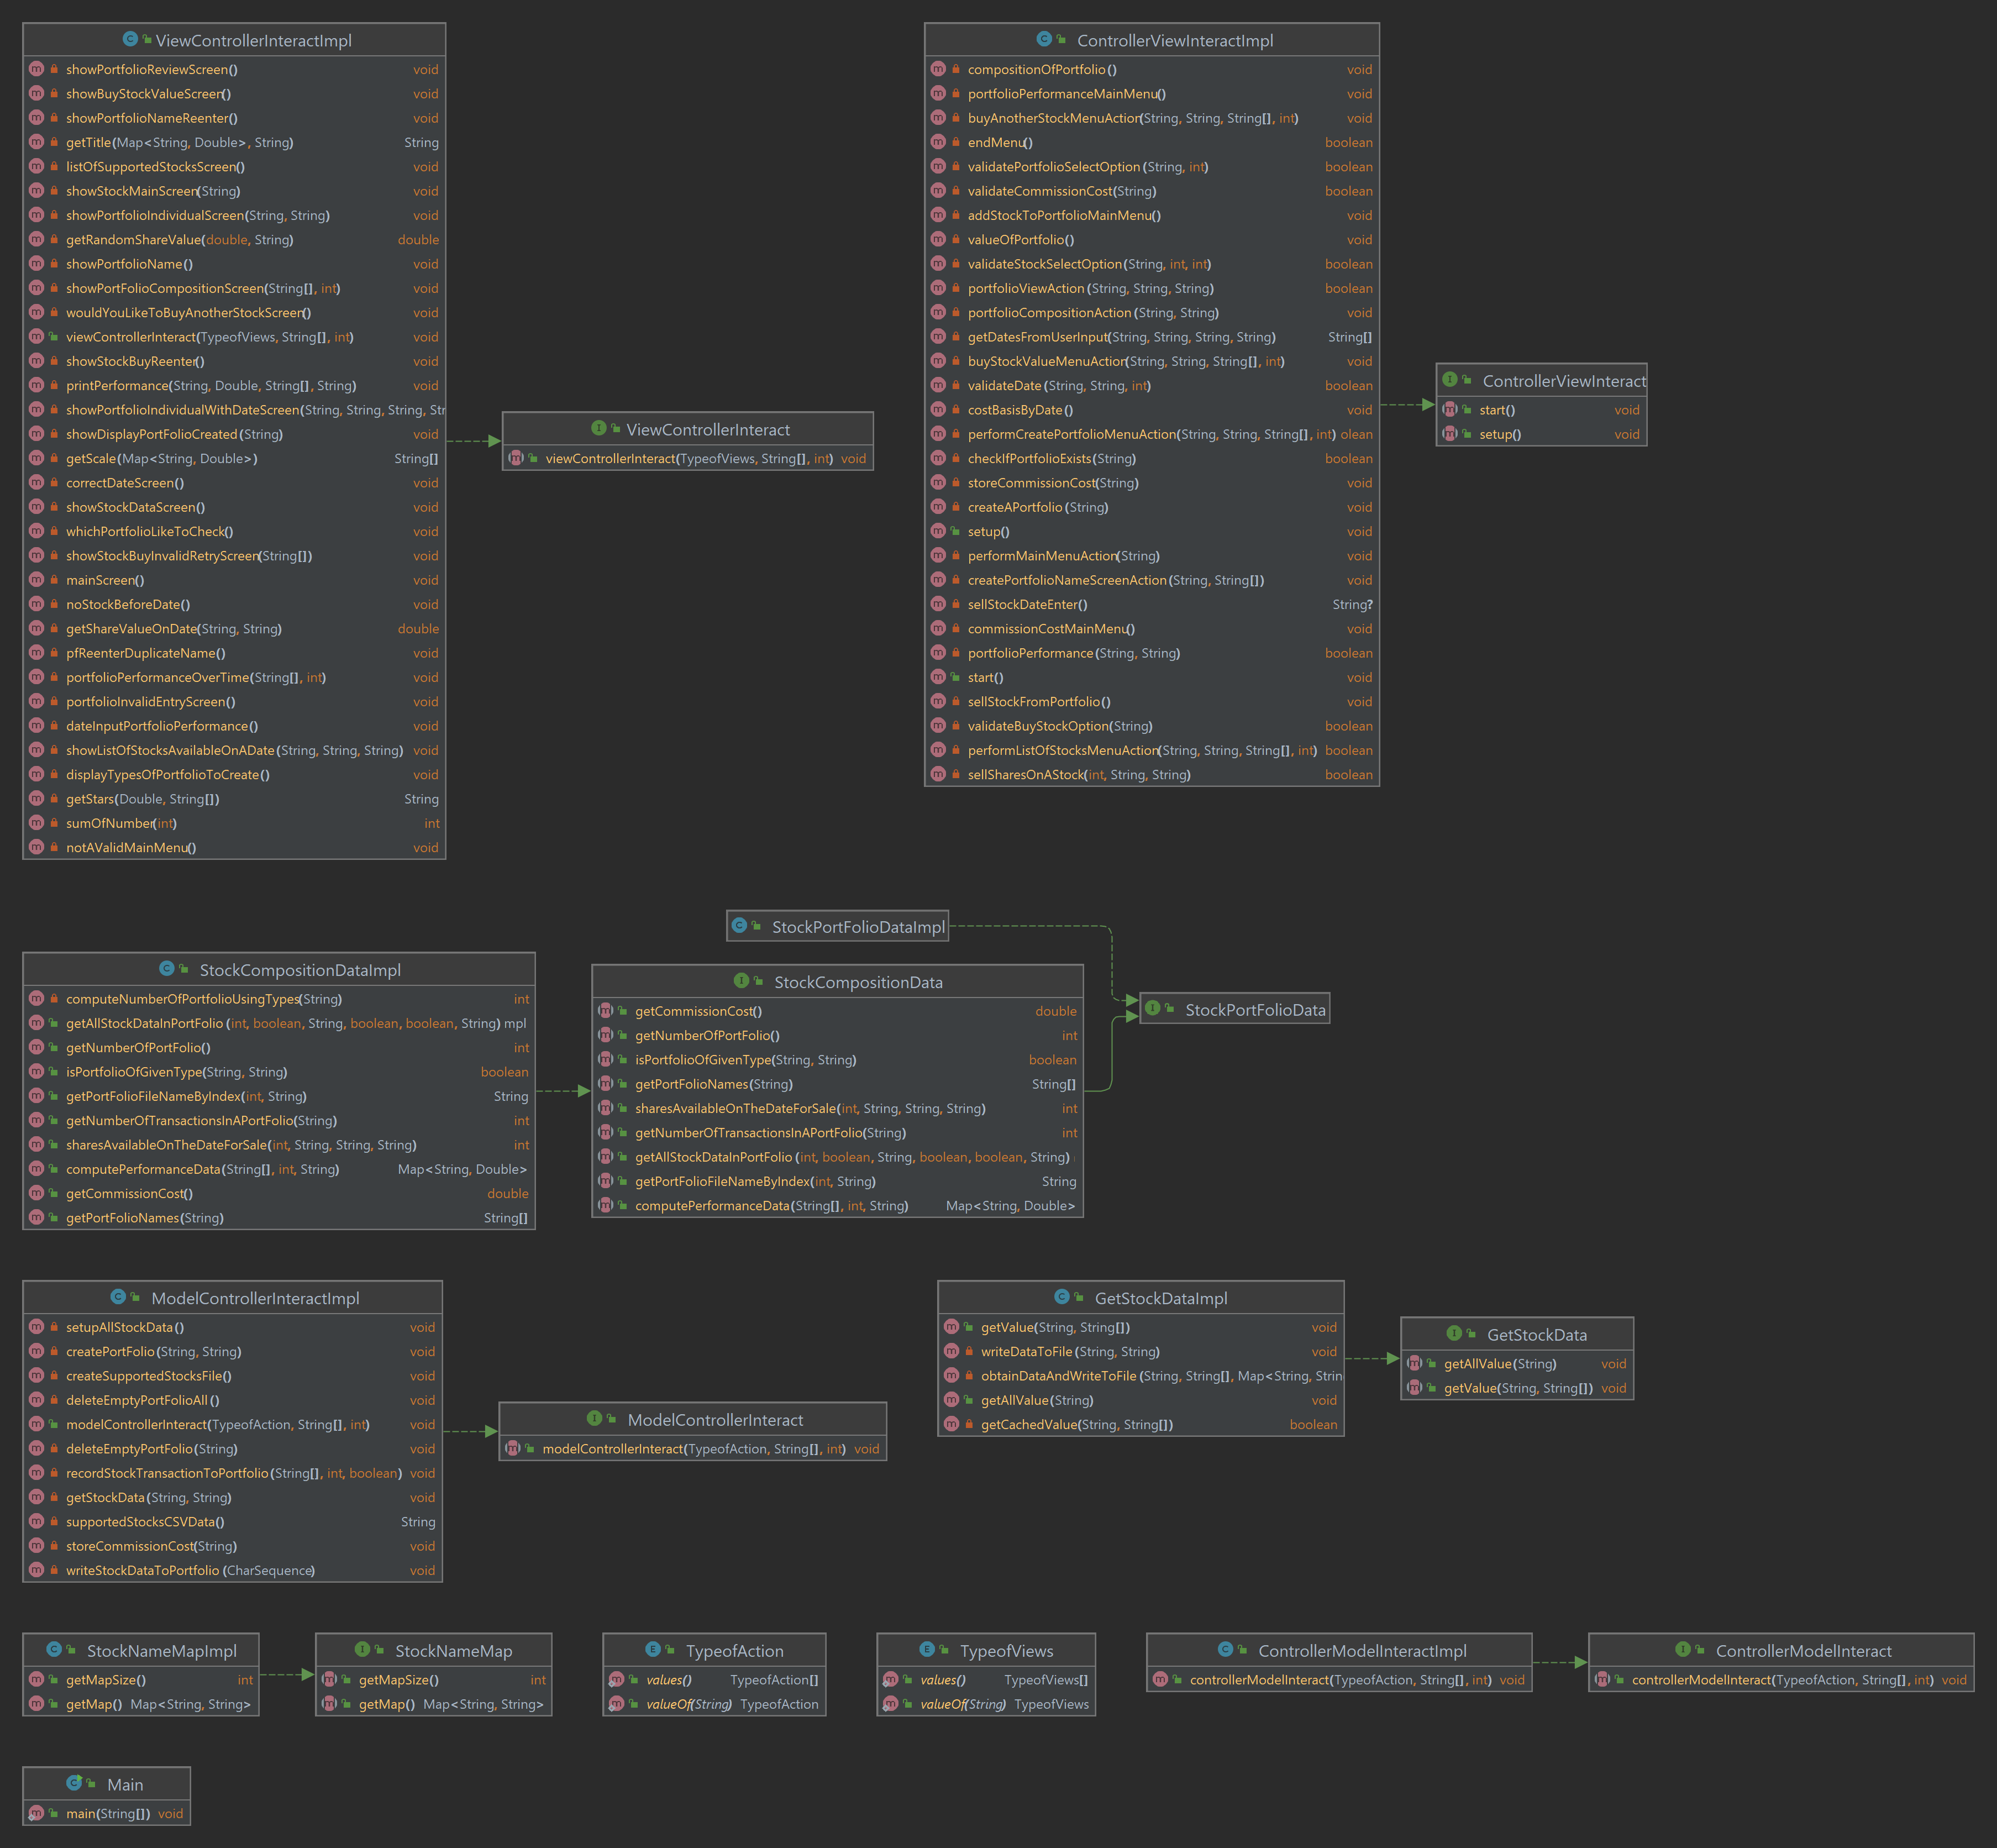 ViewControllerInteractImpl
showPortfolioReviewScreen() void
showBuyStockValueScreen() void
showPortfolioNameReenter() void
getTitle(Map<String, Double>, String) String
listOfSupportedStocksScreen() void
showStockMainScreen(String) void
showPortfolioIndividualScreen(String, String) void
getRandomShareValue(double, String) double
showPortfolioName() void
showPortFolioCompositionScreen(String[], int) void
wouldYouLikeToBuyAnotherStockScreen() void
viewControllerInteract(TypeofViews, String[], int) void
showStockBuyReenter() void
printPerformance(String, Double, String[], String) void
showPortfolioIndividualWithDateScreen(String, String, String, Str
showDisplayPortFolioCreated(String) void
getScale(Map<String, Double>) String[]
correctDateScreen() void
showStockDataScreen() void
whichPortfolioLikeToCheck() void
showStockBuyInvalidRetryScreen(String[]) void
mainScreen() void
noStockBeforeDate() void
getShareValueOnDate(String, String) double
pfReenterDuplicateName() void
portfolioPerformanceOverTime(String[], int) void
portfolioInvalidEntryScreen() void
dateInputPortfolioPerformance() void
showListOfStocksAvailableOnADate(String, String, String) void
displayTypesOfPortfolioToCreate() void
getStars(Double, String[]) String
sumOfNumber(int) int
notAValidMainMenu() void
ViewControllerInteract
viewControllerInteract(TypeofViews, String[], int) void
ControllerViewInteractImpl
compositionOfPortfolio() void
portfolioPerformanceMainMenu() void
buyAnotherStockMenuAction(String, String, String[], int) void
endMenu() boolean
validatePortfolioSelectOption(String, int) boolean
validateCommissionCost(String) boolean
addStockToPortfolioMainMenu() void
valueOfPortfolio() void
validateStockSelectOption(String, int, int) boolean
portfolioViewAction(String, String, String) boolean
portfolioCompositionAction(String, String) void
getDatesFromUserInput(String, String, String, String) String[]
buyStockValueMenuAction(String, String, String[], int) void
validateDate(String, String, int) boolean
costBasisByDate() void
performCreatePortfolioMenuAction(String, String, String[], int) olean
checkIfPortfolioExists(String) boolean
storeCommissionCost(String) void
createAPortfolio(String) void
setup() void
performMainMenuAction(String) void
createPortfolioNameScreenAction(String, String[]) void
sellStockDateEnter() String?
commissionCostMainMenu() void
portfolioPerformance(String, String) boolean
start() void
sellStockFromPortfolio() void
validateBuyStockOption(String) boolean
performListOfStocksMenuAction(String, String, String[], int) boolean
sellSharesOnAStock(int, String, String) boolean
ControllerViewInteract
start() void
setup() void
StockPortFolioDataImpl
StockCompositionDataImpl
computeNumberOfPortfolioUsingTypes(String) int
getAllStockDataInPortFolio(int, boolean, String, boolean, boolean, String) mpl
getNumberOfPortFolio() int
isPortfolioOfGivenType(String, String) boolean
getPortFolioFileNameByIndex(int, String) String
getNumberOfTransactionsInAPortFolio(String) int
sharesAvailableOnTheDateForSale(int, String, String, String) int
computePerformanceData(String[], int, String) Map<String, Double>
getCommissionCost() double
getPortFolioNames(String) String[]
StockCompositionData
getCommissionCost() double
getNumberOfPortFolio() int
isPortfolioOfGivenType(String, String) boolean
getPortFolioNames(String) String[]
sharesAvailableOnTheDateForSale(int, String, String, String) int
getNumberOfTransactionsInAPortFolio(String) int
getAllStockDataInPortFolio(int, boolean, String, boolean, boolean, String)
getPortFolioFileNameByIndex(int, String) String
computePerformanceData(String[], int, String) Map<String, Double>
StockPortFolioData
ModelControllerInteractImpl
setupAllStockData() void
createPortFolio(String, String) void
createSupportedStocksFile() void
deleteEmptyPortFolioAll() void
modelControllerInteract(TypeofAction, String[], int) void
deleteEmptyPortFolio(String) void
recordStockTransactionToPortfolio(String[], int, boolean) void
getStockData(String, String) void
supportedStocksCSVData() String
storeCommissionCost(String) void
writeStockDataToPortfolio(CharSequence) void
ModelControllerInteract
modelControllerInteract(TypeofAction, String[], int) void
GetStockDataImpl
getValue(String, String[]) void
writeDataToFile(String, String) void
obtainDataAndWriteToFile(String, String[], Map<String, Strin
getAllValue(String) void
getCachedValue(String, String[]) boolean
GetStockData
getAllValue(String) void
getValue(String, String[]) void
StockNameMapImpl
getMapSize() int
getMap() Map<String, String>
StockNameMap
getMapSize() int
getMap() Map<String, String>
TypeofAction
values() TypeofAction[]
valueOf(String) TypeofAction
TypeofViews
values() TypeofViews[]
valueOf(String) TypeofViews
ControllerModelInteractImpl
controllerModelInteract(TypeofAction, String[], int) void
ControllerModelInteract
controllerModelInteract(TypeofAction, String[], int) void
Main
main(String[]) void